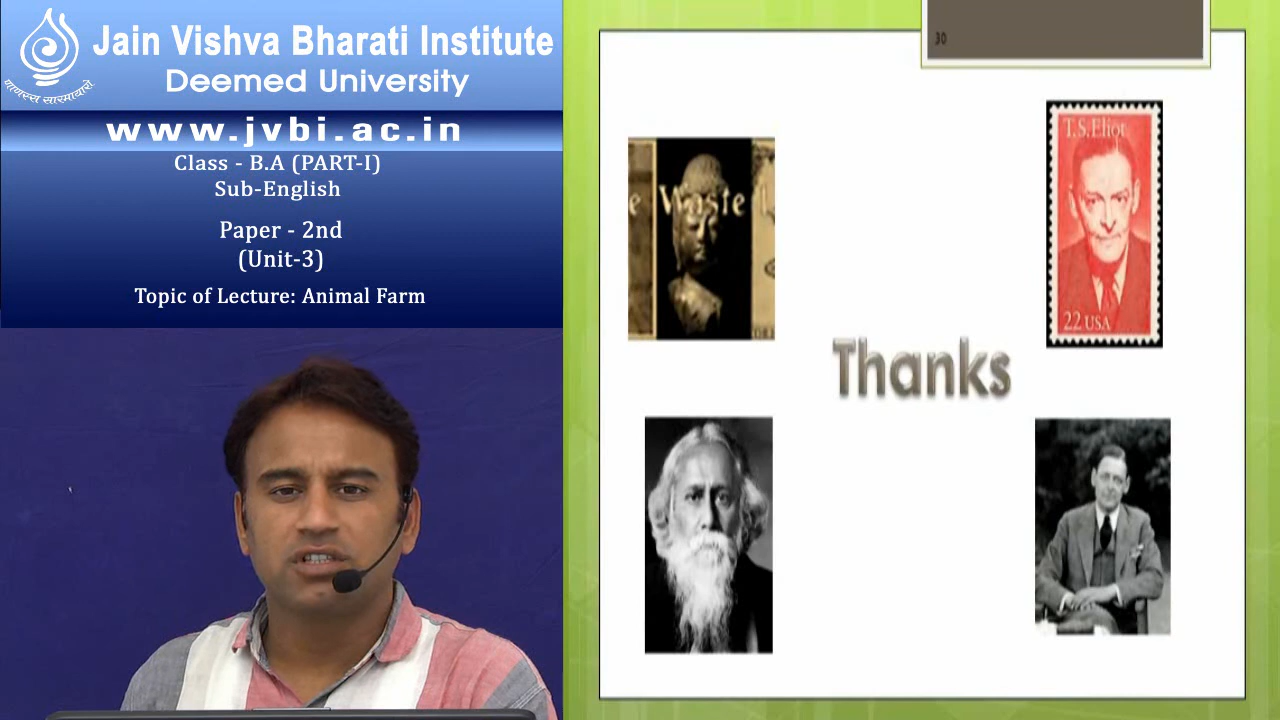 Jain Vishva Bharati Institute
Deemed University
www.jvbi.ac.in
Class - B.A (PART-I)
Sub-English
Paper - 2nd
(Unit-3)
Topic of Lecture: Animal Farm
30
e Waste L
T.S.Eliot
22 USA
Thanks